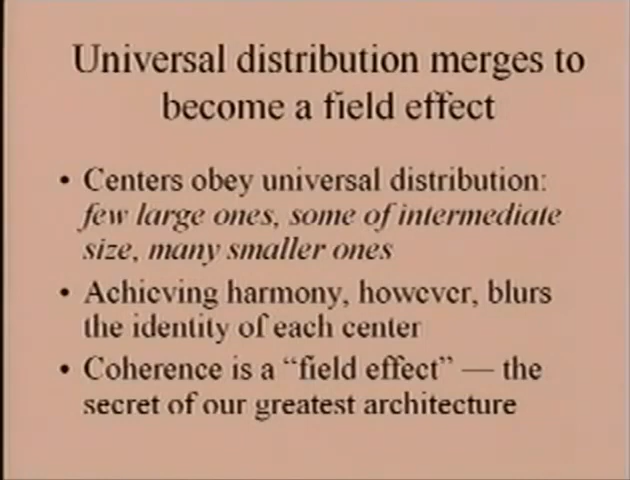 Universal distribution merges to
become a field effect
• Centers obey universal distribution:
few large ones, some of intermediate
size, many smaller ones
• Achieving harmony, however, blurs
the identity of each center
• Coherence is a “field effect” — the
secret of our greatest architecture